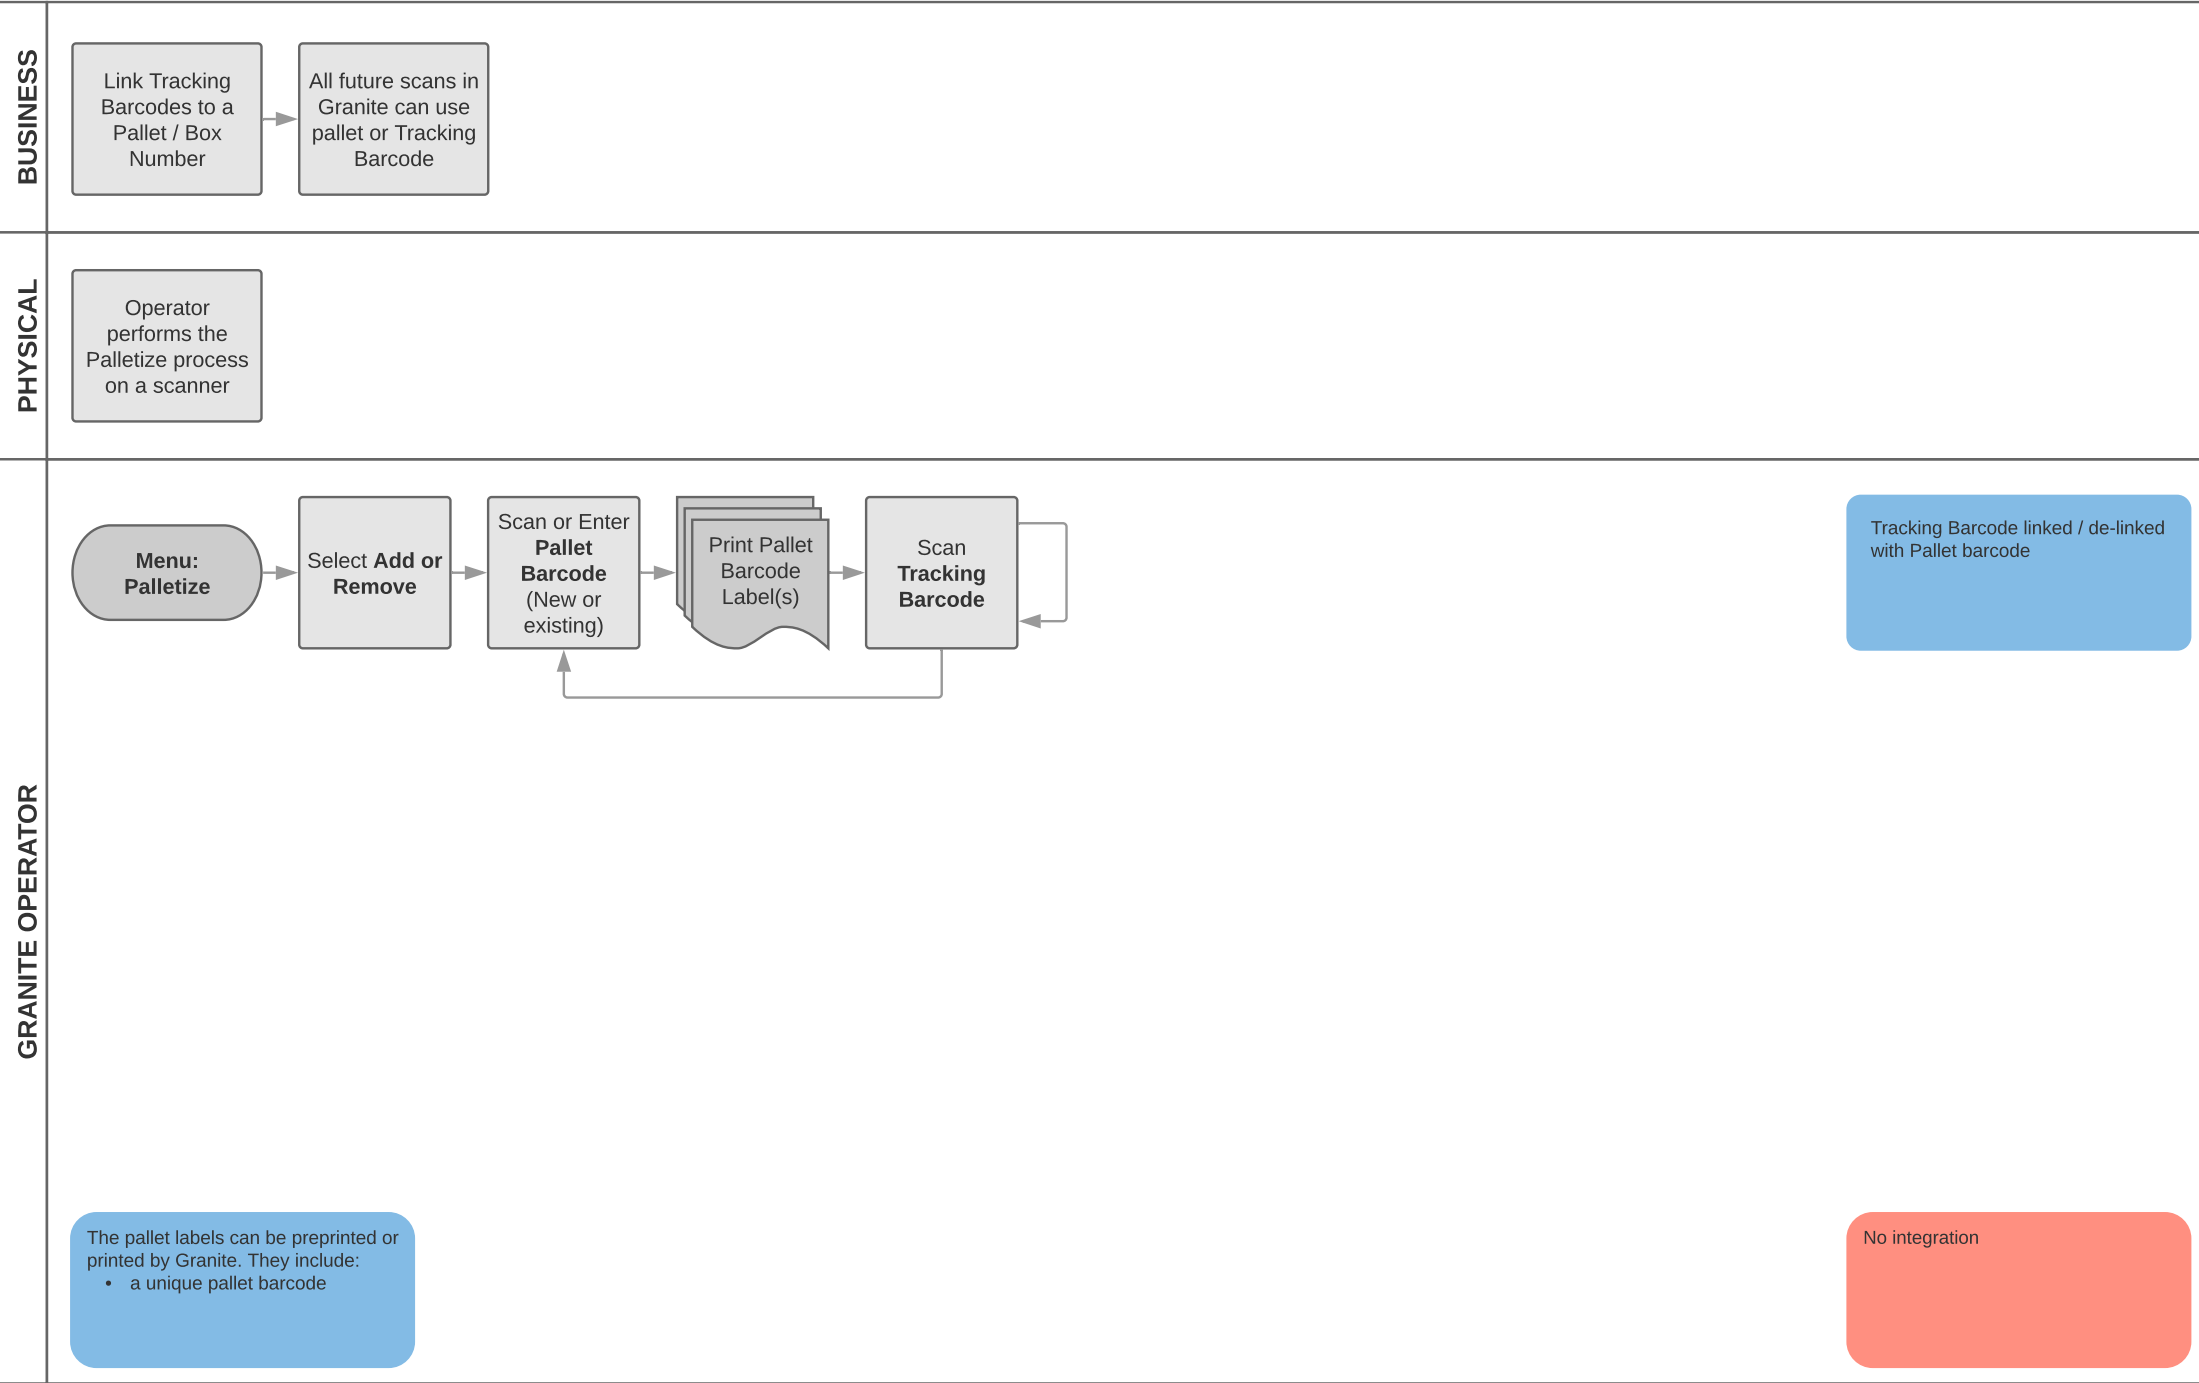 BUSINESS
Link Tracking
Barcodes to a
Pallet / Box
Number
All future scans in
Granite can use
pallet or Tracking
Barcode
PHYSICAL
Operator
performs the
Palletize process
on a scanner
GRANITE OPERATOR
Menu:
Palletize
Select Add or
Remove
Scan or Enter
Pallet
Barcode
(New or
existing)
Print Pallet
Barcode
Label(s)
Scan
Tracking
Barcode
Tracking Barcode linked / de-linked
with Pallet barcode
The pallet labels can be preprinted or
printed by Granite. They include:
• a unique pallet barcode
No integration